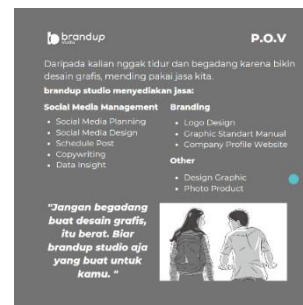 brandup
studio
P.O.V
Daripada kalian nggak tidur dan begadang karena bikin
desain grafis, mending pakai jasa kita.
brandup studio menyediakan jasa:
Social Media Management
• Social Media Planning
• Social Media Design
• Schedule Post
• Copywriting
• Data Insight
Branding
• Logo Design
• Graphic Standart Manual
• Company Profile Website
Other
• Design Graphic
• Photo Product
"Jangan begadang
buat desain grafis,
itu berat. Biar
brandup studio aja
yang buat untuk
kamu. "